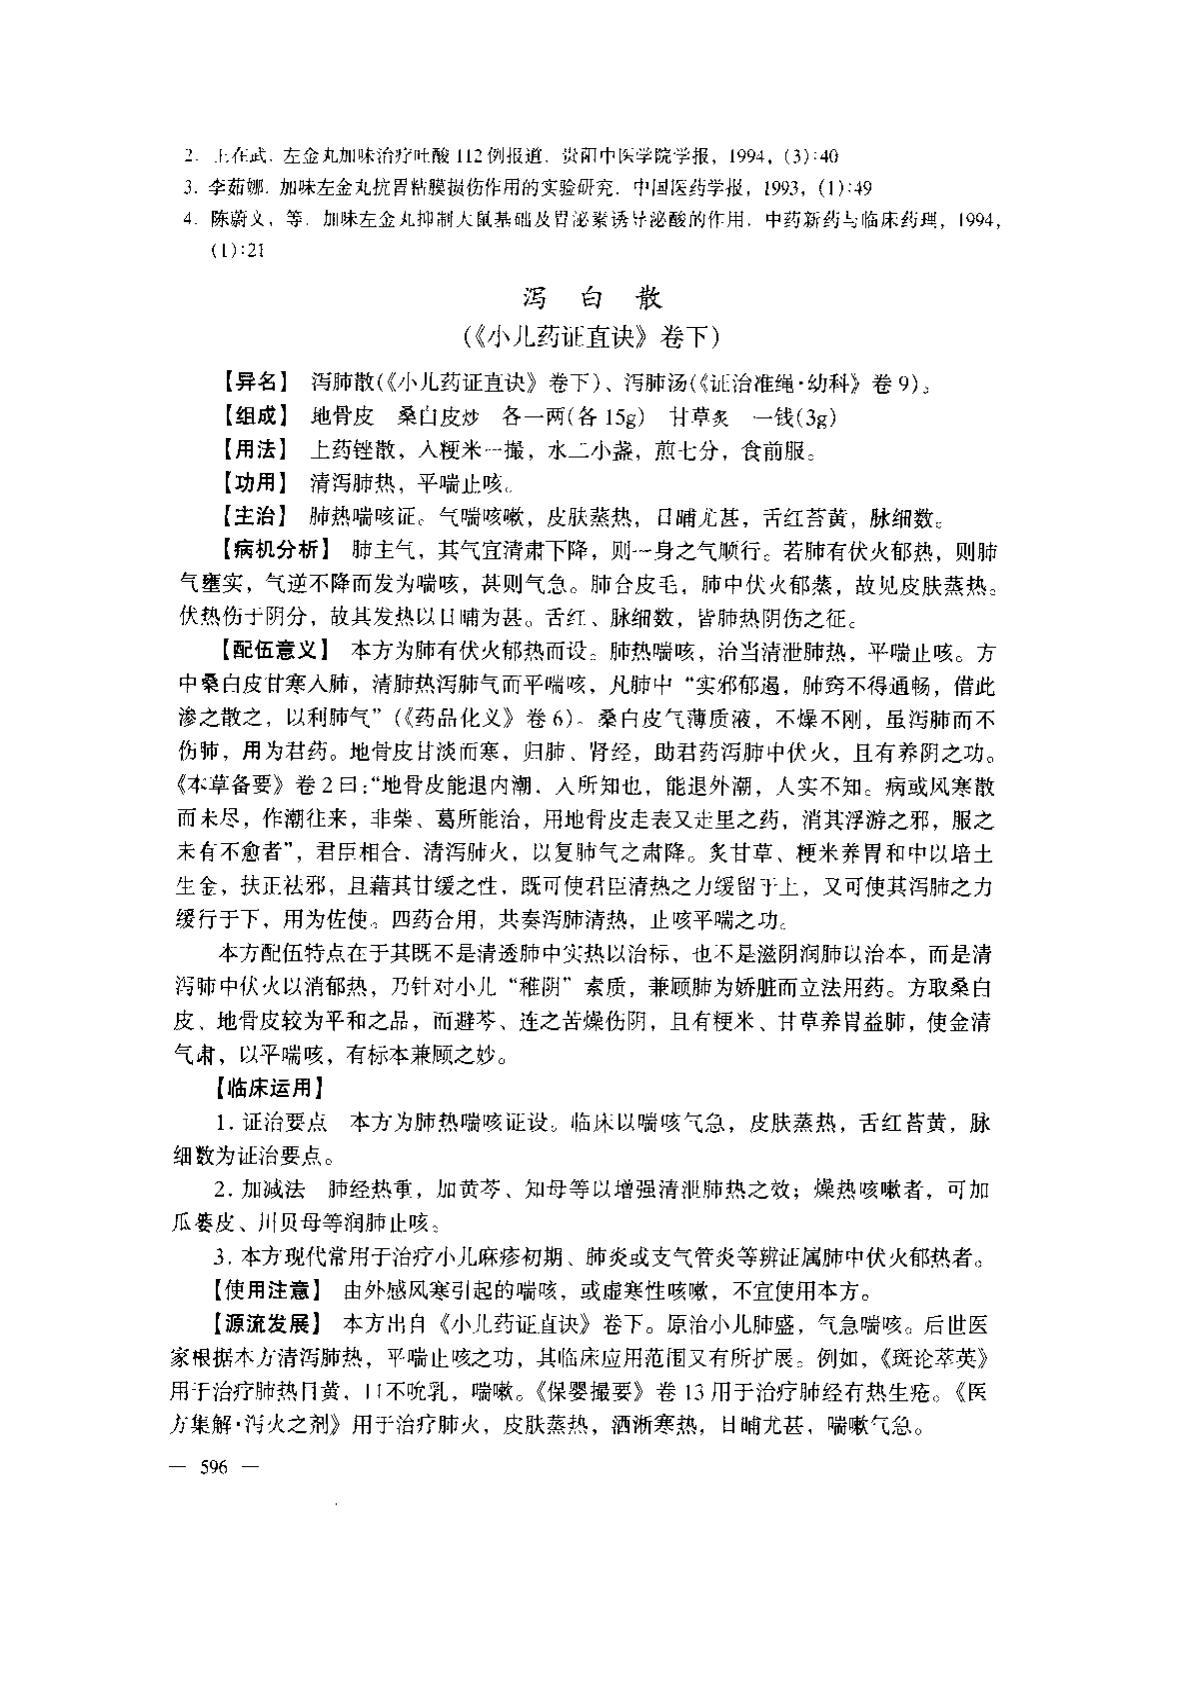 2. 王在武. 左金丸加味治疗吐酸 112 例报道. 贵阳中医学院学报, 1994, (3):40
3. 李茹娜. 加味左金丸抗胃粘膜损伤作用的实验研究. 中国医药学报, 1993, (1):49
4. 陈蔚文, 等. 加味左金丸抑制大鼠基础及胃泌素诱导泌酸的作用. 中药新药与临床药理, 1994,
(1):21
泻 白 散
(《小儿药证直诀》卷下)
【异名】 泻肺散(《小儿药证直诀》卷下)、泻肺汤(《证治准绳·幼科》卷 9)。
【组成】 地骨皮 桑白皮炒 各一两(各 15g) 甘草炙 一钱(3g)
【用法】 上药锉散，入粳米一撮，水二小盏，煎七分，食前服。
【功用】 清泻肺热，平喘止咳。
【主治】 肺热喘咳证。气喘咳嗽，皮肤蒸热，日晡尤甚，舌红苔黄，脉细数。
【病机分析】 肺主气，其气宜清肃下降，则一身之气顺行。若肺有伏火郁热，则肺
气壅实，气逆不降而发为喘咳，甚则气急。肺合皮毛，肺中伏火郁蒸，故见皮肤蒸热。
伏热伤于阴分，故其发热以日晡为甚。舌红、脉细数，皆肺热阴伤之征。
【配伍意义】 本方为肺有伏火郁热而设。肺热喘咳，治当清泄肺热，平喘止咳。方
中桑白皮甘寒入肺，清肺热泻肺气而平喘咳，凡肺中“实邪郁遏，肺窍不得通畅，借此
渗之散之，以利肺气”(《药品化义》卷 6)。桑白皮气薄质液，不燥不刚，虽泻肺而不
伤肺，用为君药。地骨皮甘淡而寒，归肺、肾经，助君药泻肺中伏火，且有养阴之功。
《本草备要》卷 2 曰：“地骨皮能退内潮，人所知也，能退外潮，人实不知。病或风寒散
而未尽，作潮往来，非柴、葛所能治，用地骨皮走表又走里之药，消其浮游之邪，服之
未有不愈者”，君臣相合，清泻肺火，以复肺气之肃降。炙甘草、粳米养胃和中以培土
生金，扶正祛邪，且藉其甘缓之性，既可使君臣清热之力缓留于上，又可使其泻肺之力
缓行于下，用为佐使。四药合用，共奏泻肺清热，止咳平喘之功。
本方配伍特点在于其既不是清透肺中实热以治标，也不是滋阴润肺以治本，而是清
泻肺中伏火以消郁热，乃针对小儿“稚阴”素质，兼顾肺为娇脏而立法用药。方取桑白
皮、地骨皮较为平和之品，而避芩、连之苦燥伤阴，且有粳米、甘草养胃益肺，使金清
气肃，以平喘咳，有标本兼顾之妙。
【临床运用】
1. 证治要点 本方为肺热喘咳证设。临床以喘咳气急，皮肤蒸热，舌红苔黄，脉
细数为证治要点。
2. 加减法 肺经热重，加黄芩、知母等以增强清泄肺热之效；燥热咳嗽者，可加
瓜蒌皮、川贝母等润肺止咳。
3. 本方现代常用于治疗小儿麻疹初期、肺炎或支气管炎等辨证属肺中伏火郁热者。
【使用注意】 由外感风寒引起的喘咳，或虚寒性咳嗽，不宜使用本方。
【源流发展】 本方出自《小儿药证直诀》卷下。原治小儿肺盛，气急喘咳。后世医
家根据本方清泻肺热，平喘止咳之功，其临床应用范围又有所扩展。例如，《斑论萃英》
用于治疗肺热目黄，口不吮乳，喘嗽。《保婴撮要》卷 13 用于治疗肺经有热生疮。《医
方集解·泻火之剂》用于治疗肺火，皮肤蒸热，洒淅寒热，日晡尤甚，喘嗽气急。
— 596 —